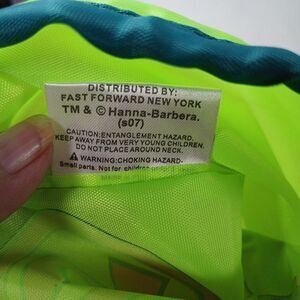 DISTRIBUTED BY:
FAST FORWARD NEW YORK
TM & © Hanna-Barbera.
(s07)
CAUTION: ENTANGLEMENT HAZARD.
KEEP AWAY FROM VERY YOUNG CHILDREN.
DO NOT PLACE AROUND NECK.
⚠ WARNING: CHOKING HAZARD-
Small parts. Not for children
MADE